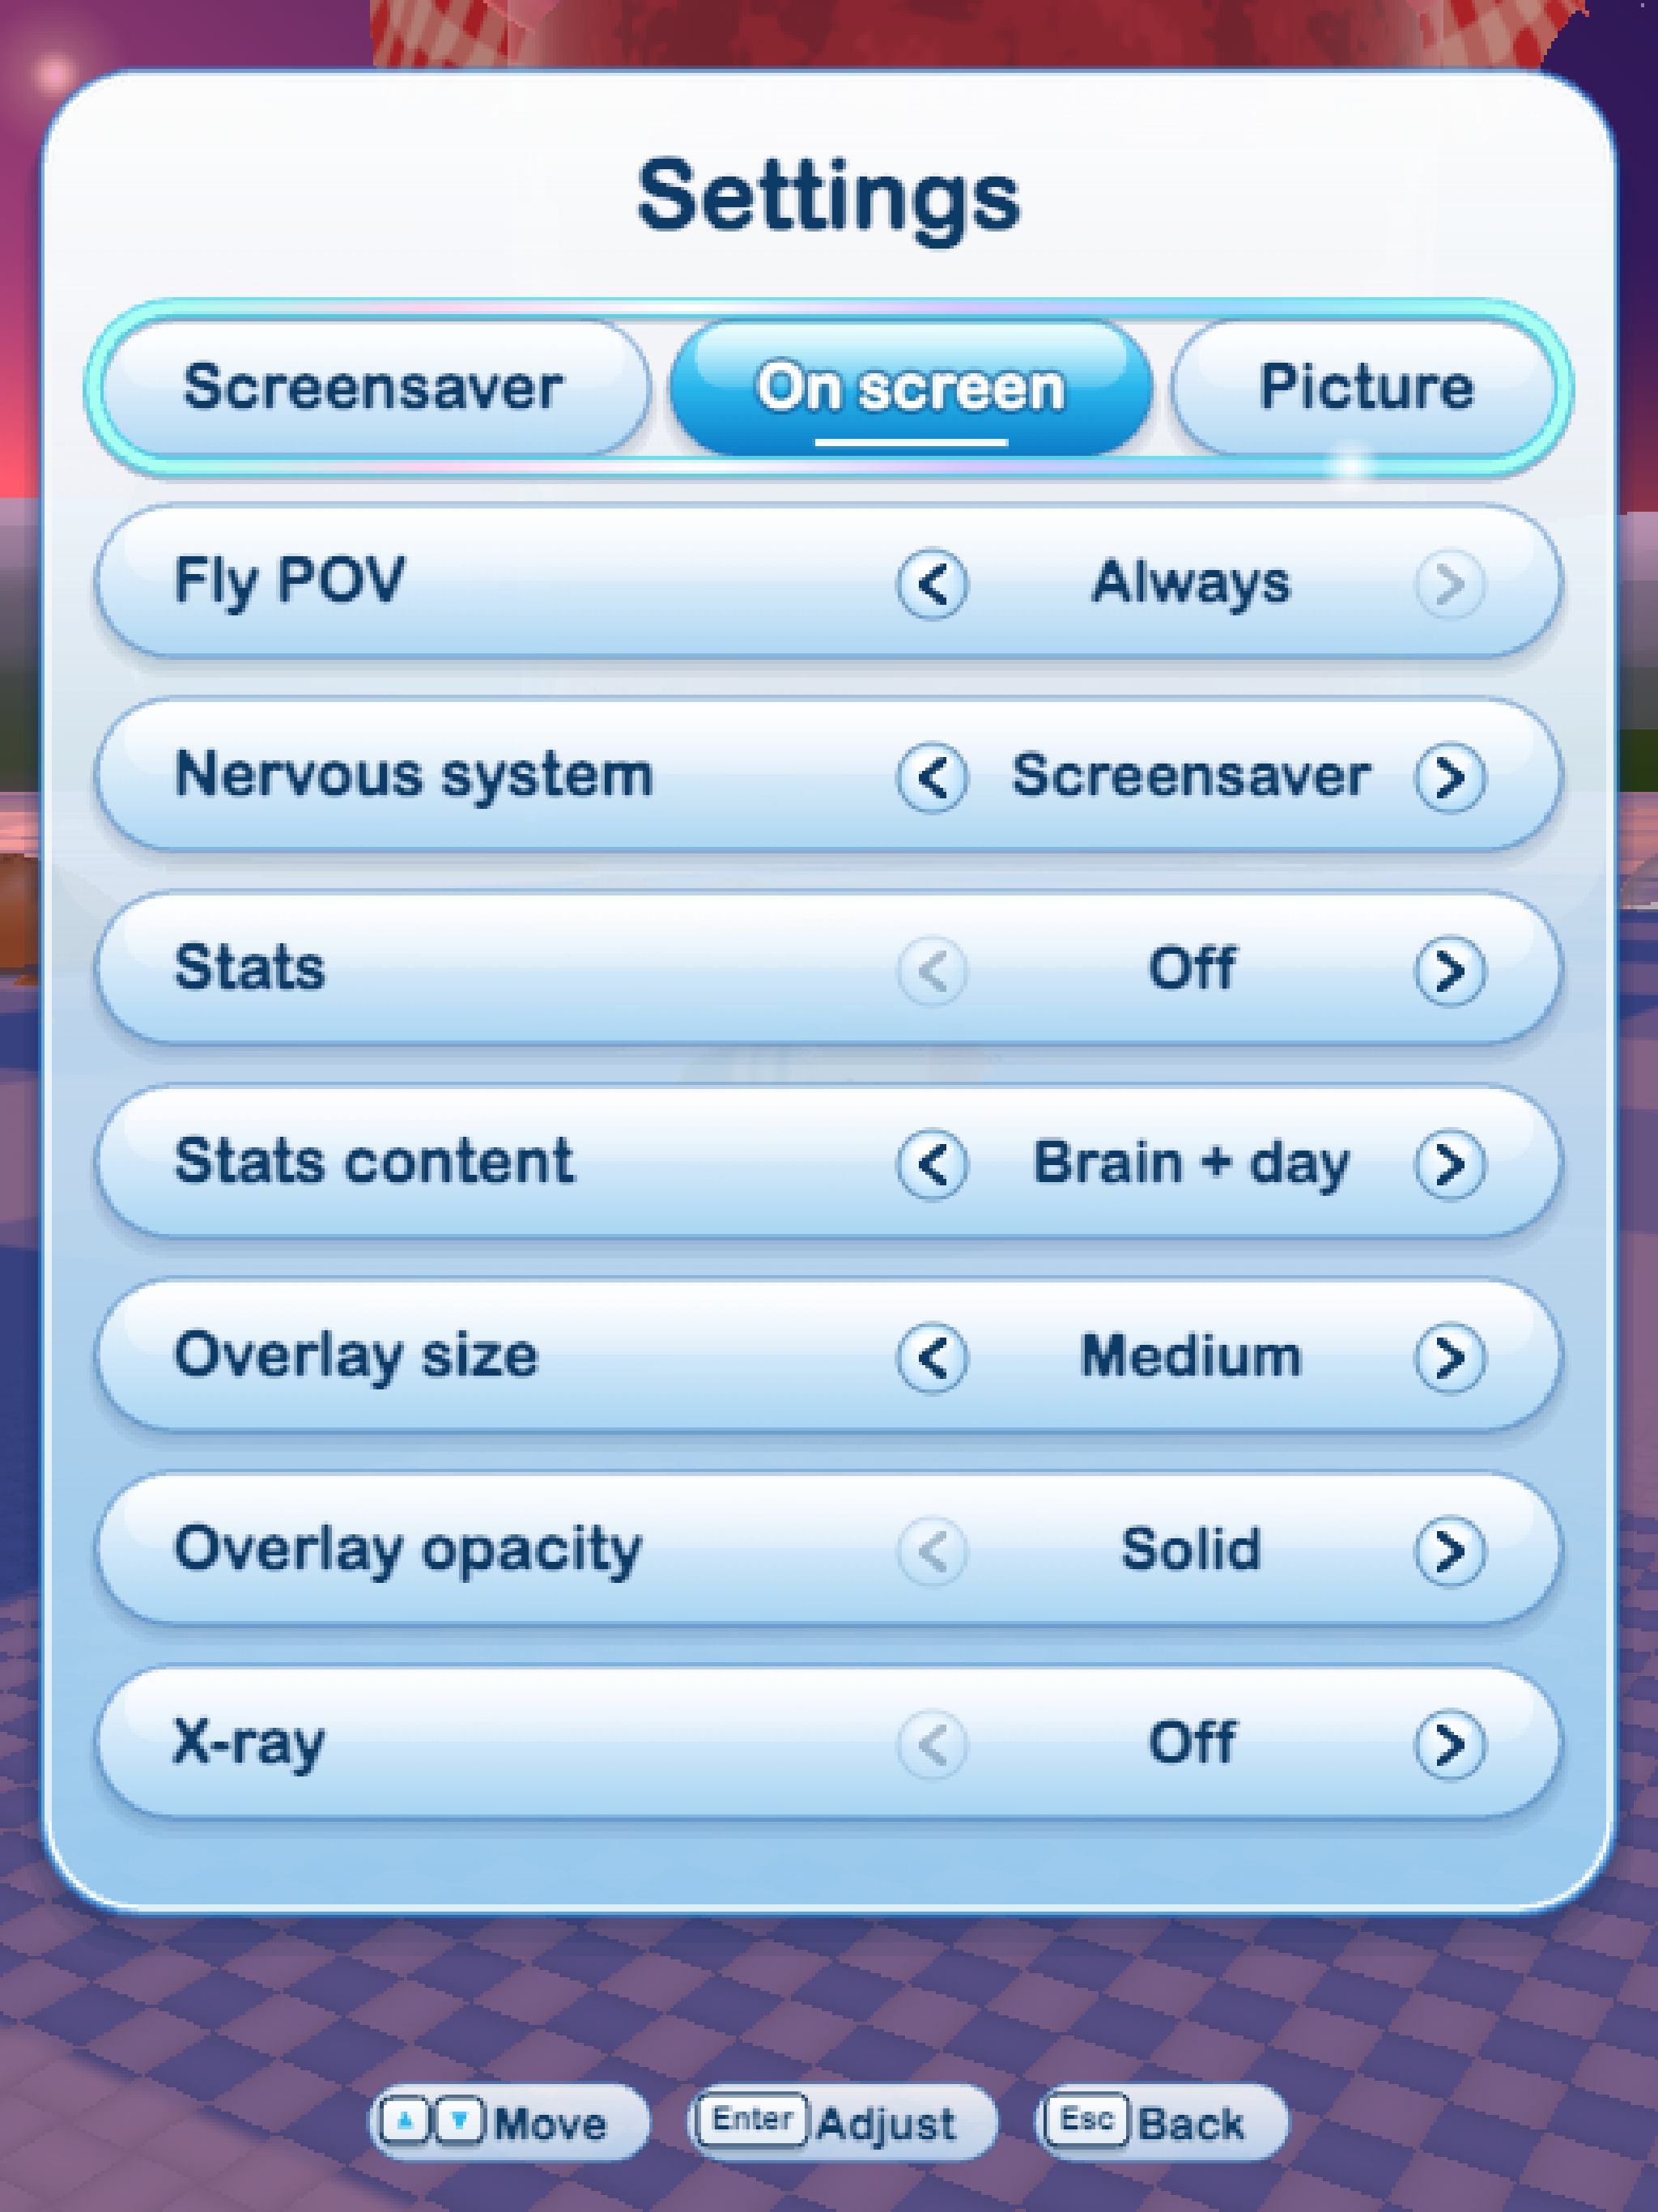 Settings
Screensaver On screen Picture
Fly POV < Always >
Nervous system < Screensaver >
Stats < Off >
Stats content < Brain + day >
Overlay size < Medium >
Overlay opacity < Solid >
X-ray < Off >
▲ ▼ Move Enter Adjust Esc Back